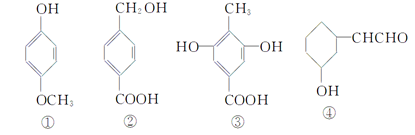 OH
OCH₃
①
CH₂OH
COOH
②
CH₃
HO OH
COOH
③
CHCHO
OH
④